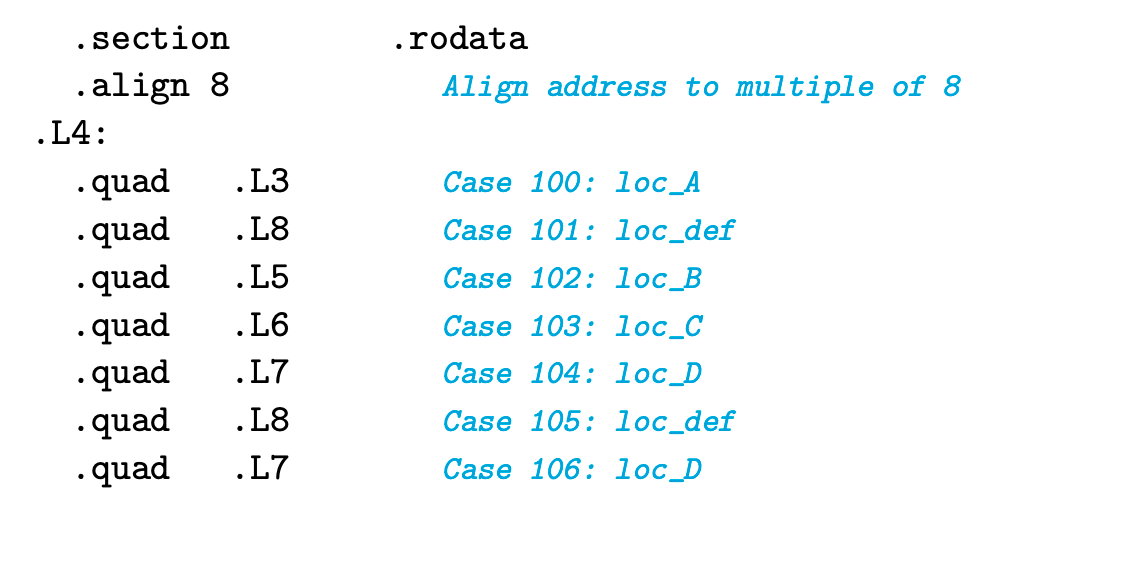 .section .rodata
.align 8 Align address to multiple of 8
.L4:
.quad .L3 Case 100: loc_A
.quad .L8 Case 101: loc_def
.quad .L5 Case 102: loc_B
.quad .L6 Case 103: loc_C
.quad .L7 Case 104: loc_D
.quad .L8 Case 105: loc_def
.quad .L7 Case 106: loc_D